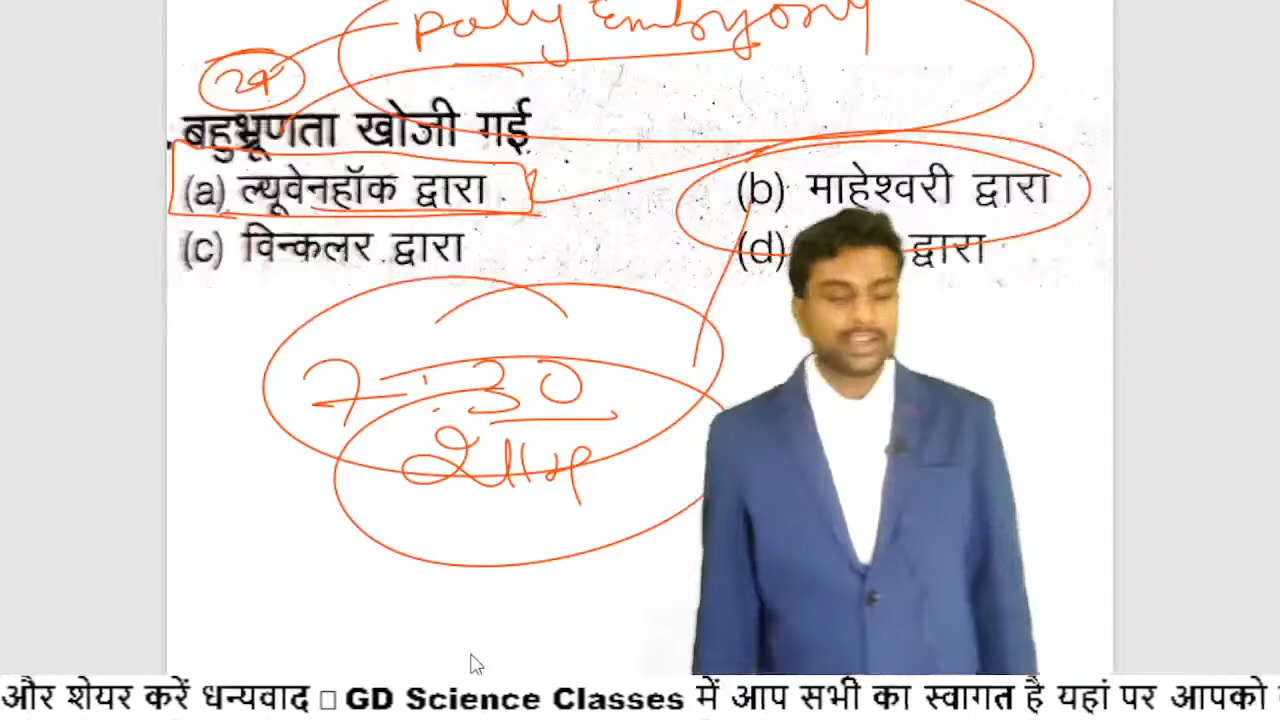 Poly Embryony
24
बहुभ्रूणता खोजी गई
(a) ल्यूवेनहॉक द्वारा (b) माहेश्वरी द्वारा
(c) विन्कलर द्वारा (d) द्वारा
7:30
शाम
और शेयर करें धन्यवाद □ GD Science Classes में आप सभी का स्वागत है यहां पर आपको